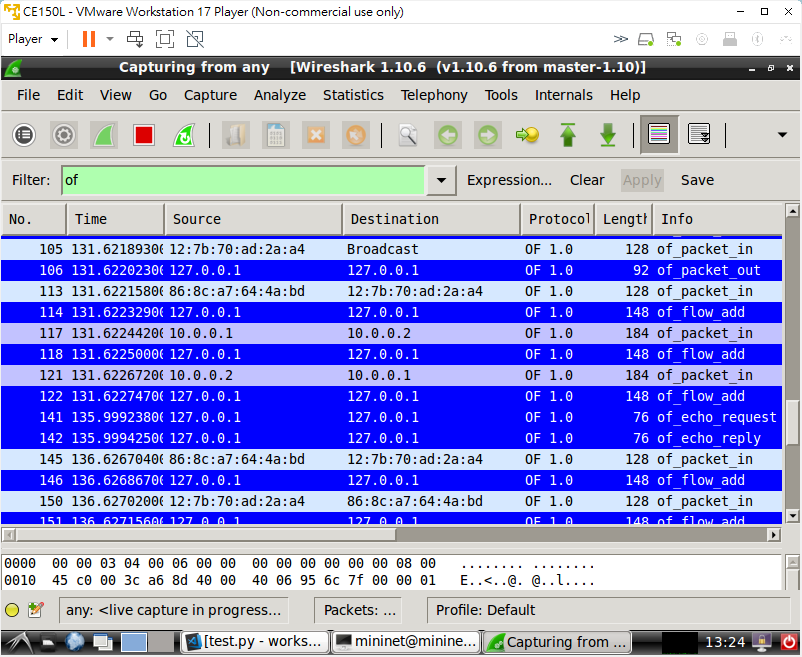 CE150L - VMware Workstation 17 Player (Non-commercial use only)
Player
Capturing from any [Wireshark 1.10.6 (v1.10.6 from master-1.10)]
File Edit View Go Capture Analyze Statistics Telephony Tools Internals Help
Filter: of Expression... Clear Apply Save
No. Time Source Destination Protocol Length Info
105 131.62189300 12:7b:70:ad:2a:a4 Broadcast OF 1.0 128 of_packet_in
106 131.62202300 127.0.0.1 127.0.0.1 OF 1.0 92 of_packet_out
113 131.62215800 86:8c:a7:64:4a:bd 12:7b:70:ad:2a:a4 OF 1.0 128 of_packet_in
114 131.62232900 127.0.0.1 127.0.0.1 OF 1.0 148 of_flow_add
117 131.62244200 10.0.0.1 10.0.0.2 OF 1.0 184 of_packet_in
118 131.62250000 127.0.0.1 127.0.0.1 OF 1.0 148 of_flow_add
121 131.62267200 10.0.0.2 10.0.0.1 OF 1.0 184 of_packet_in
122 131.62274700 127.0.0.1 127.0.0.1 OF 1.0 148 of_flow_add
141 135.99923800 127.0.0.1 127.0.0.1 OF 1.0 76 of_echo_request
142 135.99942500 127.0.0.1 127.0.0.1 OF 1.0 76 of_echo_reply
145 136.62670400 86:8c:a7:64:4a:bd 12:7b:70:ad:2a:a4 OF 1.0 128 of_packet_in
146 136.62686700 127.0.0.1 127.0.0.1 OF 1.0 148 of_flow_add
150 136.62702000 12:7b:70:ad:2a:a4 86:8c:a7:64:4a:bd OF 1.0 128 of_packet_in
151 136.62715600 127.0.0.1 127.0.0.1 OF 1.0 148 of_flow_add
0000 00 00 03 04 00 06 00 00 00 00 00 00 00 00 08 00 ........ ........
0010 45 c0 00 3c a6 8d 40 00 40 06 95 6c 7f 00 00 01 E..<..@. @..l....
any: <live capture in progress... Packets: ... Profile: Default
[test.py - works... mininet@minine... Capturing from ... 13:24